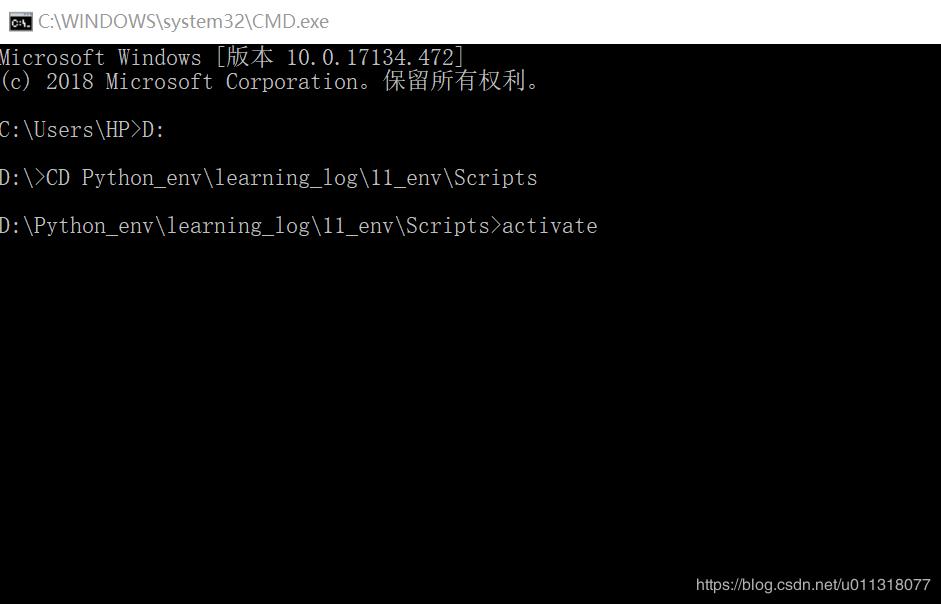 C:\WINDOWS\system32\CMD.exe
Microsoft Windows [版本 10.0.17134.472]
(c) 2018 Microsoft Corporation。保留所有权利。
C:\Users\HP>D:
D:\>CD Python_env\learning_log\11_env\Scripts
D:\Python_env\learning_log\11_env\Scripts>activate
https://blog.csdn.net/u011318077